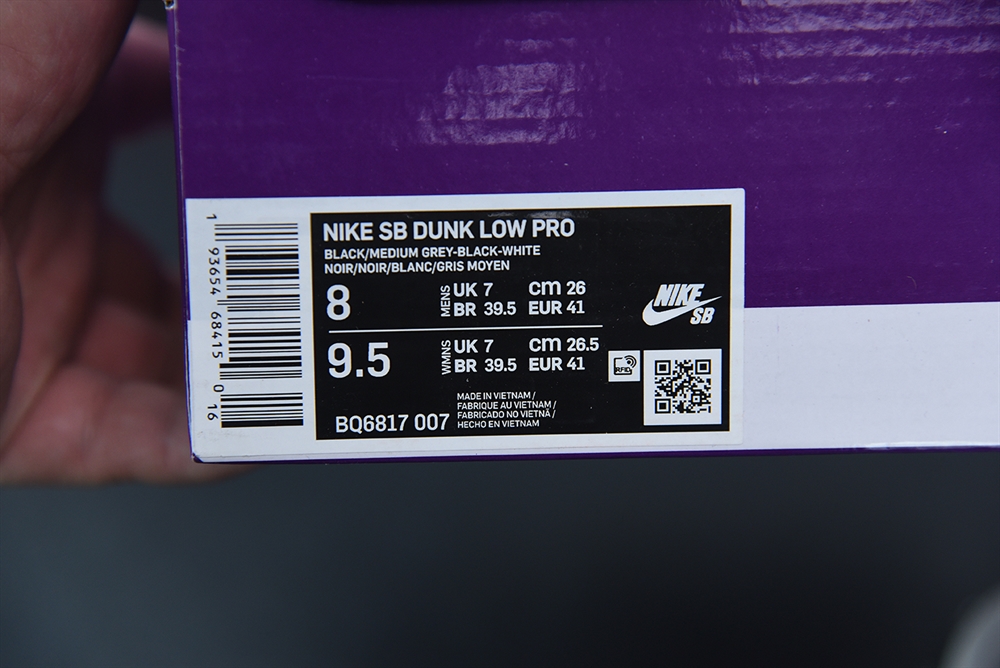 1 93654 68415 0 16
NIKE SB DUNK LOW PRO
BLACK/MEDIUM GREY-BLACK-WHITE
NOIR/NOIR/BLANC/GRIS MOYEN
8 MENS UK 7 cm 26
BR 39.5 EUR 41
9.5 WMNS UK 7 cm 26.5
BR 39.5 EUR 41
NIKE
SB
RFID
BQ6817 007
MADE IN VIETNAM /
FABRIQUE AU VIETNAM /
FABRICADO NO VIETNÃ /
HECHO EN VIETNAM